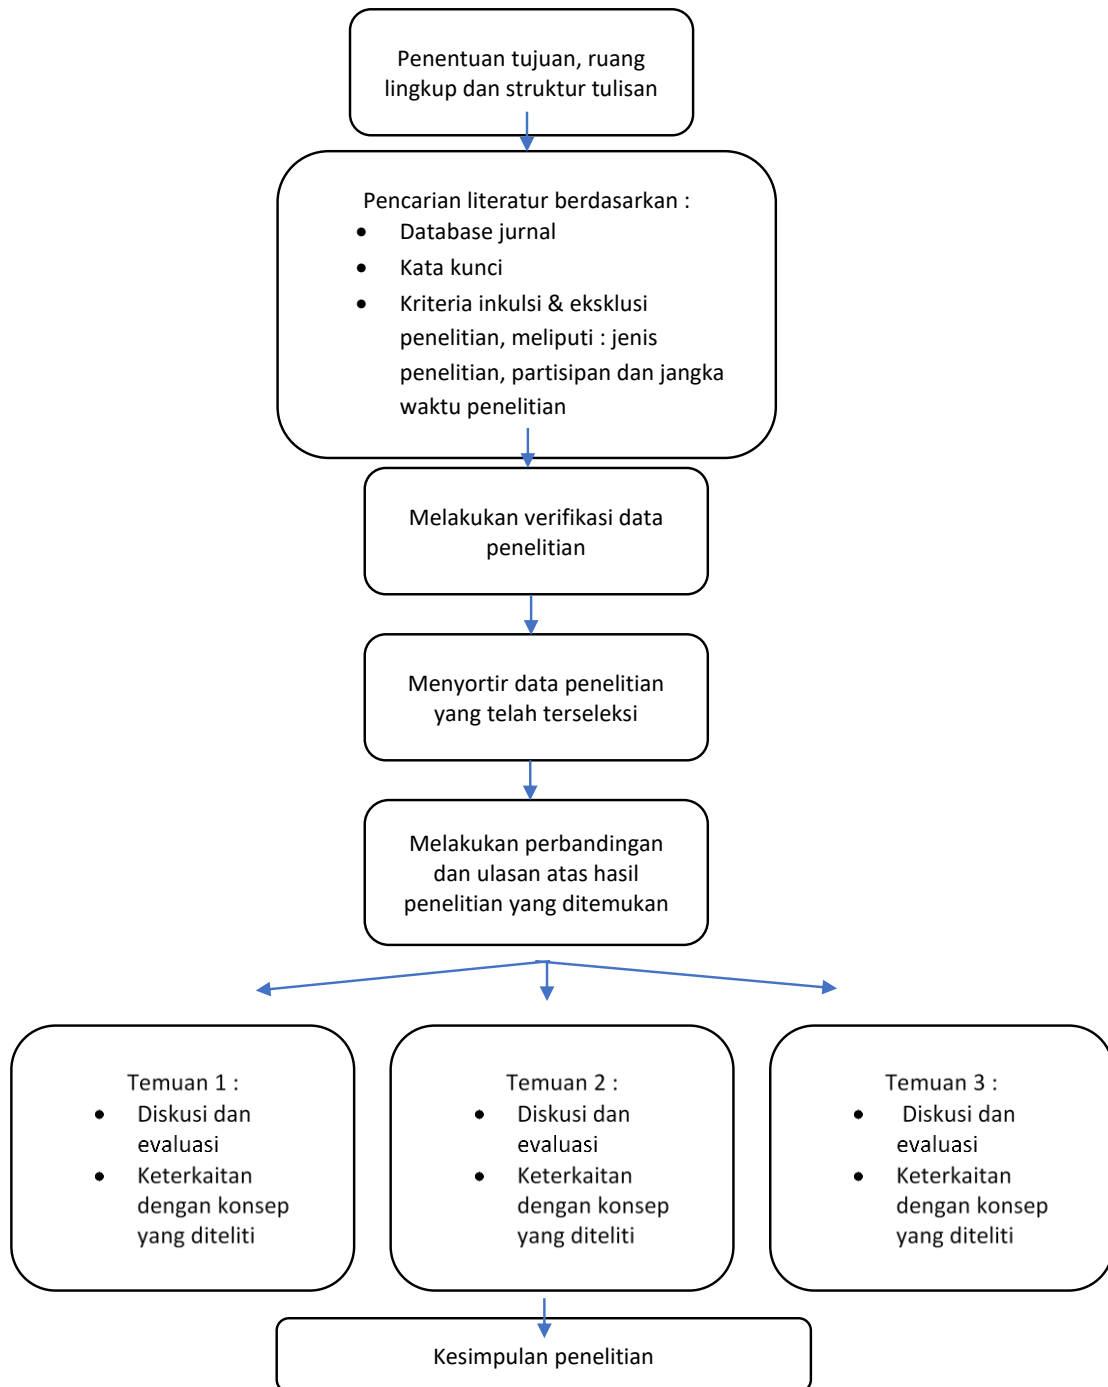 Penentuan tujuan, ruang
lingkup dan struktur tulisan
Pencarian literatur berdasarkan :
• Database jurnal
• Kata kunci
• Kriteria inkulsi & eksklusi
penelitian, meliputi : jenis
penelitian, partisipan dan jangka
waktu penelitian
Melakukan verifikasi data
penelitian
Menyortir data penelitian
yang telah terseleksi
Melakukan perbandingan
dan ulasan atas hasil
penelitian yang ditemukan
Temuan 1 :
• Diskusi dan
evaluasi
• Keterkaitan
dengan konsep
yang diteliti
Temuan 2 :
• Diskusi dan
evaluasi
• Keterkaitan
dengan konsep
yang diteliti
Temuan 3 :
• Diskusi dan
evaluasi
• Keterkaitan
dengan konsep
yang diteliti
Kesimpulan penelitian